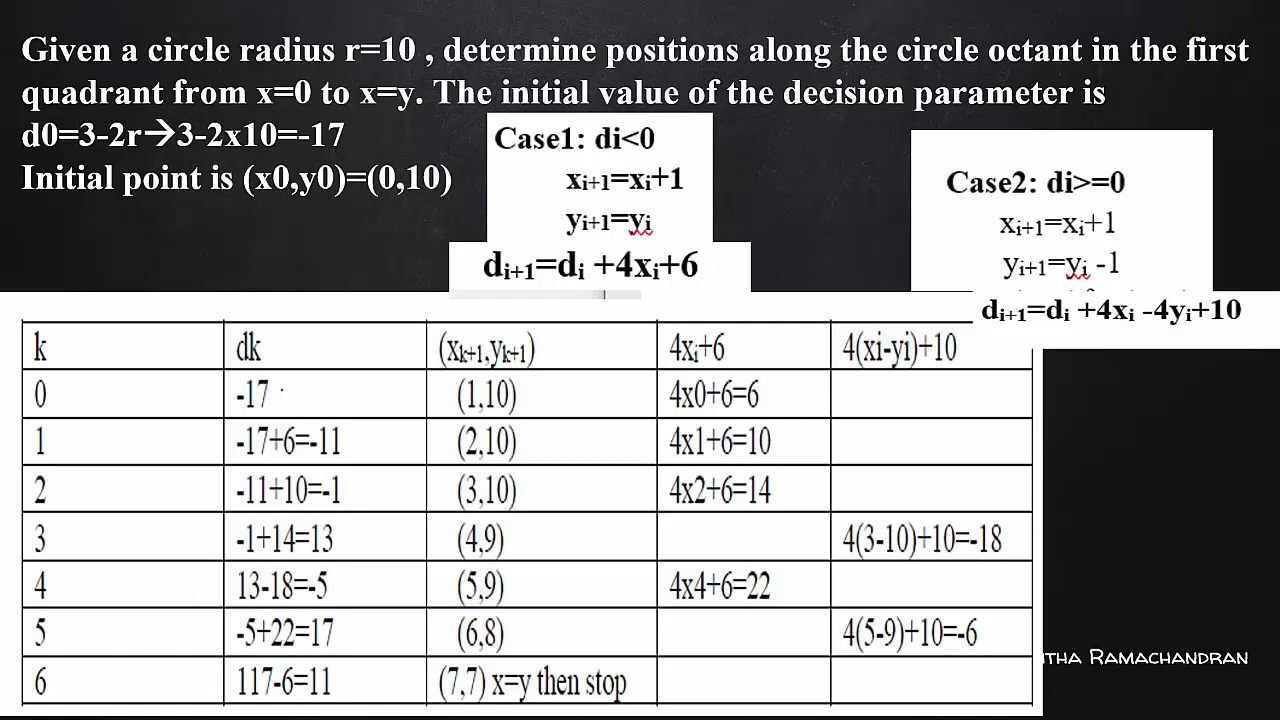 Given a circle radius r=10 , determine positions along the circle octant in the first
quadrant from x=0 to x=y. The initial value of the decision parameter is
d0=3-2r→3-2x10=-17
Initial point is (x0,y0)=(0,10)
Case1: di<0
xi+1=xi+1
yi+1=yi
di+1=di +4xi+6
Case2: di>=0
xi+1=xi+1
yi+1=yi -1
di+1=di +4xi -4yi+10
k dk (xk+1,yk+1) 4xi+6 4(xi-yi)+10
0 -17 (1,10) 4x0+6=6
1 -17+6=-11 (2,10) 4x1+6=10
2 -11+10=-1 (3,10) 4x2+6=14
3 -1+14=13 (4,9) 4(3-10)+10=-18
4 13-18=-5 (5,9) 4x4+6=22
5 -5+22=17 (6,8) 4(5-9)+10=-6
6 117-6=11 (7,7) x=y then stop
Ramachandran